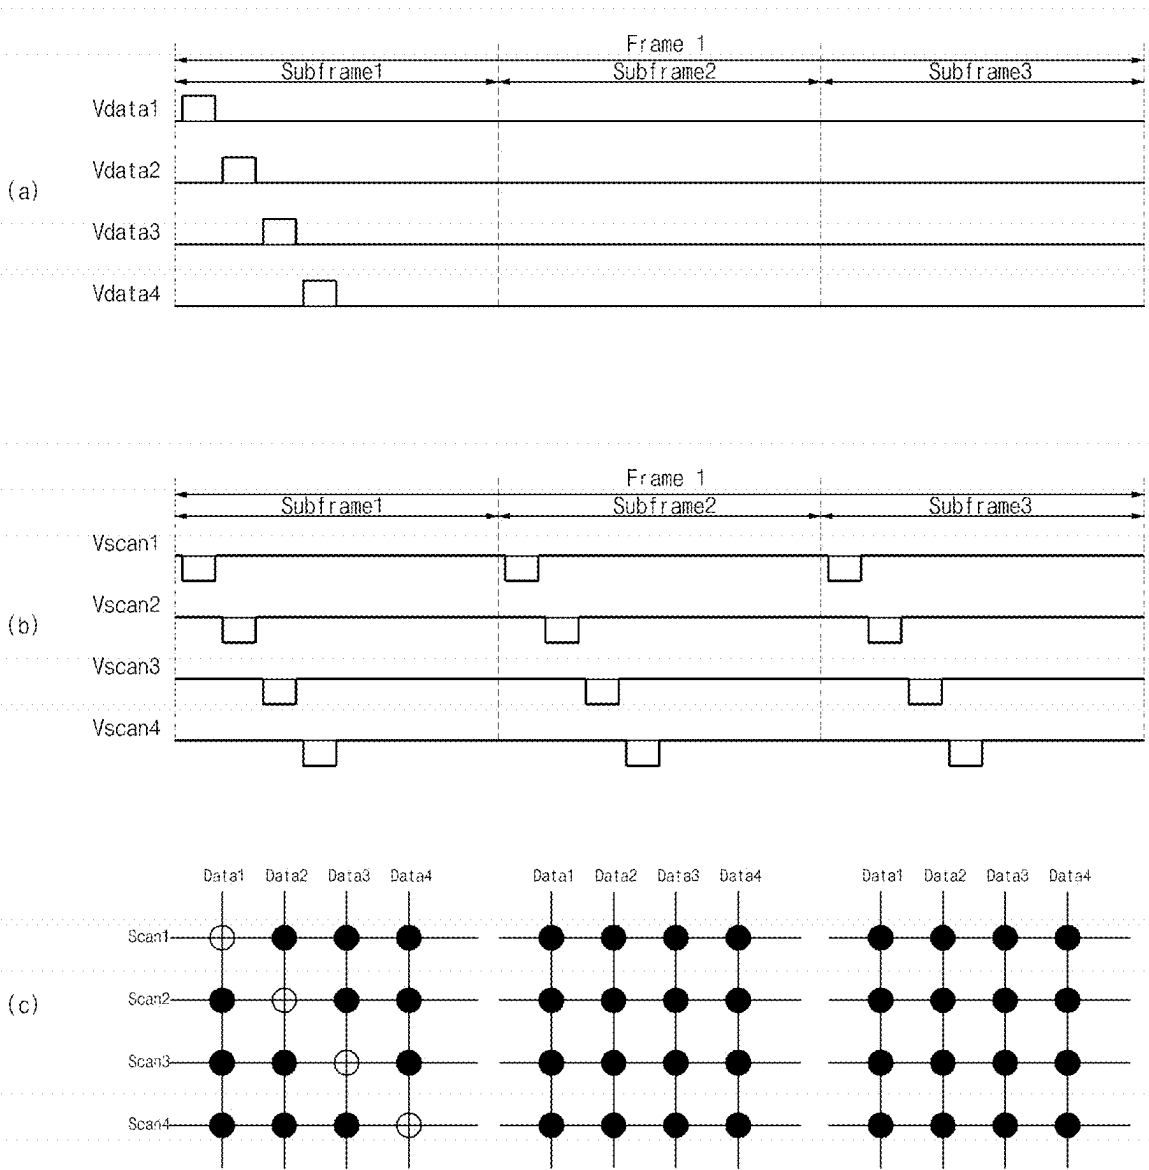 Frame 1
Subframe1 Subframe2 Subframe3
Vdata1
Vdata2
(a)
Vdata3
Vdata4
Frame 1
Subframe1 Subframe2 Subframe3
Vscan1
Vscan2
(b)
Vscan3
Vscan4
Data1 Data2 Data3 Data4 Data1 Data2 Data3 Data4 Data1 Data2 Data3 Data4
Scan1
Scan2
(c)
Scan3
Scan4